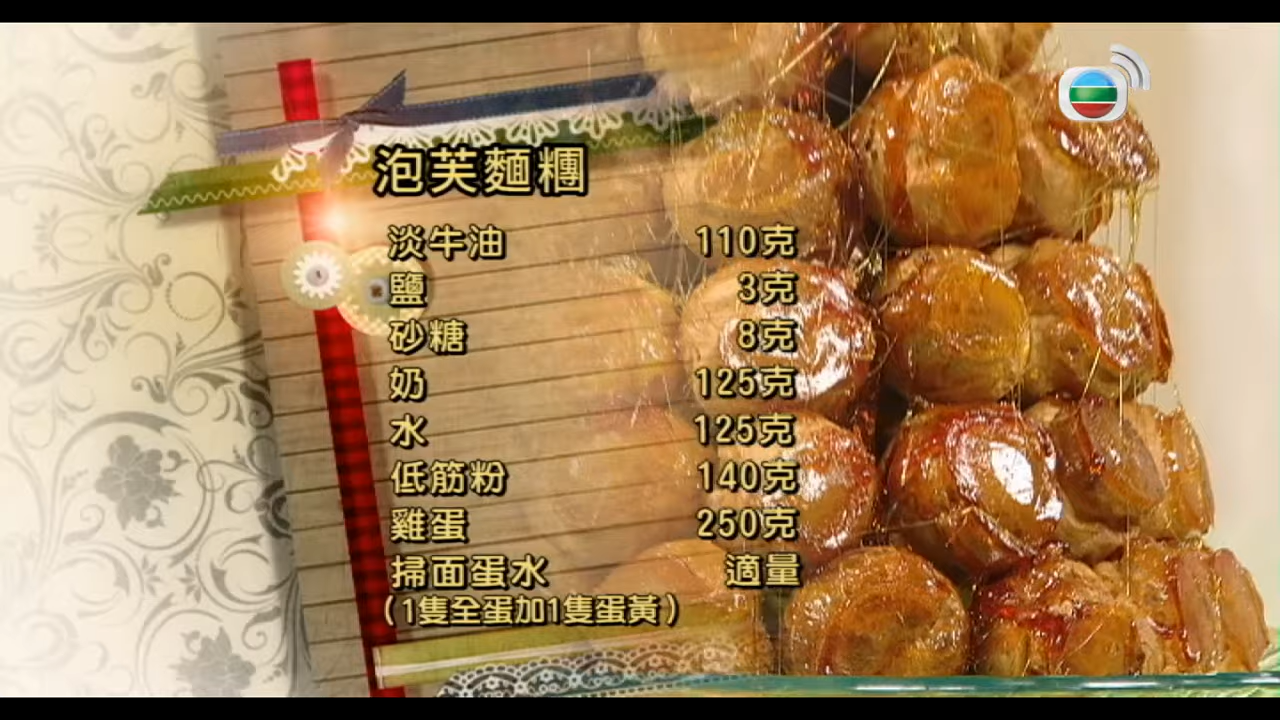 泡芙麵糰
淡牛油 110克
鹽 3克
砂糖 8克
奶 125克
水 125克
低筋粉 140克
雞蛋 250克
掃面蛋水 適量
(1隻全蛋加1隻蛋黃)